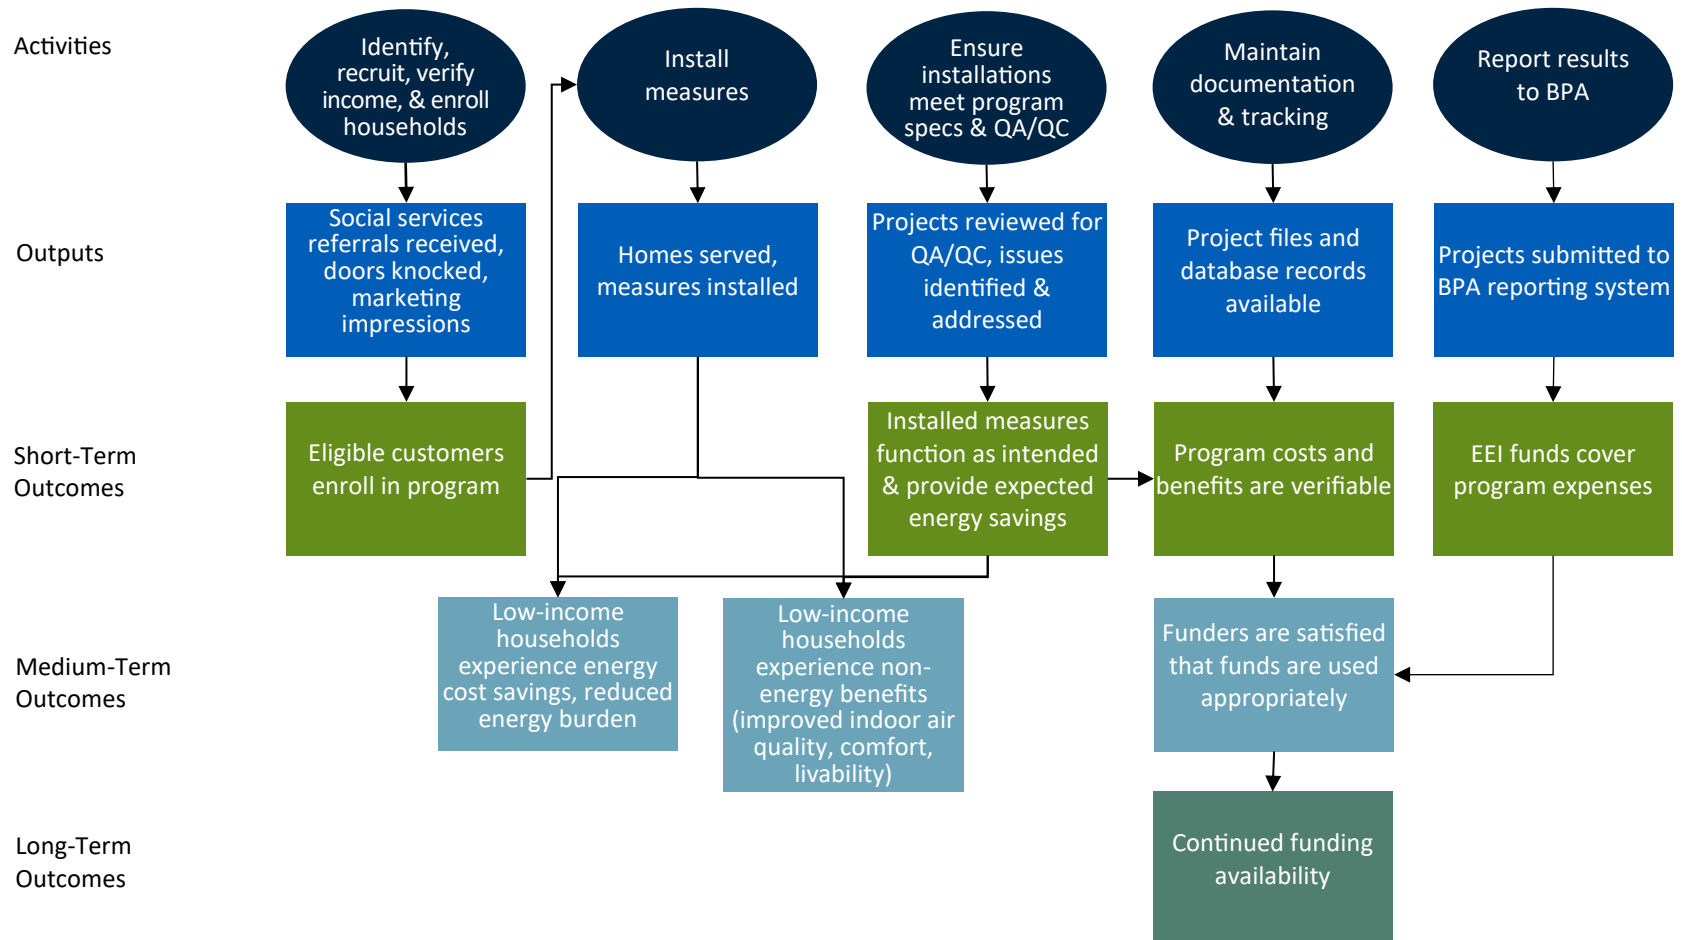 Activities
Identify,
recruit, verify
income, & enroll
households
Install
measures
Ensure
installations
meet program
specs & QA/QC
Maintain
documentation
& tracking
Report results
to BPA
Outputs
Social services
referrals received,
doors knocked,
marketing
impressions
Homes served,
measures installed
Projects reviewed for
QA/QC, issues
identified &
addressed
Project files and
database records
available
Projects submitted to
BPA reporting system
Short-Term
Outcomes
Eligible customers
enroll in program
Installed measures
function as intended
& provide expected
energy savings
Program costs and
benefits are verifiable
EEI funds cover
program expenses
Medium-Term
Outcomes
Low-income
households
experience energy
cost savings, reduced
energy burden
Low-income
households
experience non-
energy benefits
(improved indoor air
quality, comfort,
livability)
Funders are satisfied
that funds are used
appropriately
Long-Term
Outcomes
Continued funding
availability